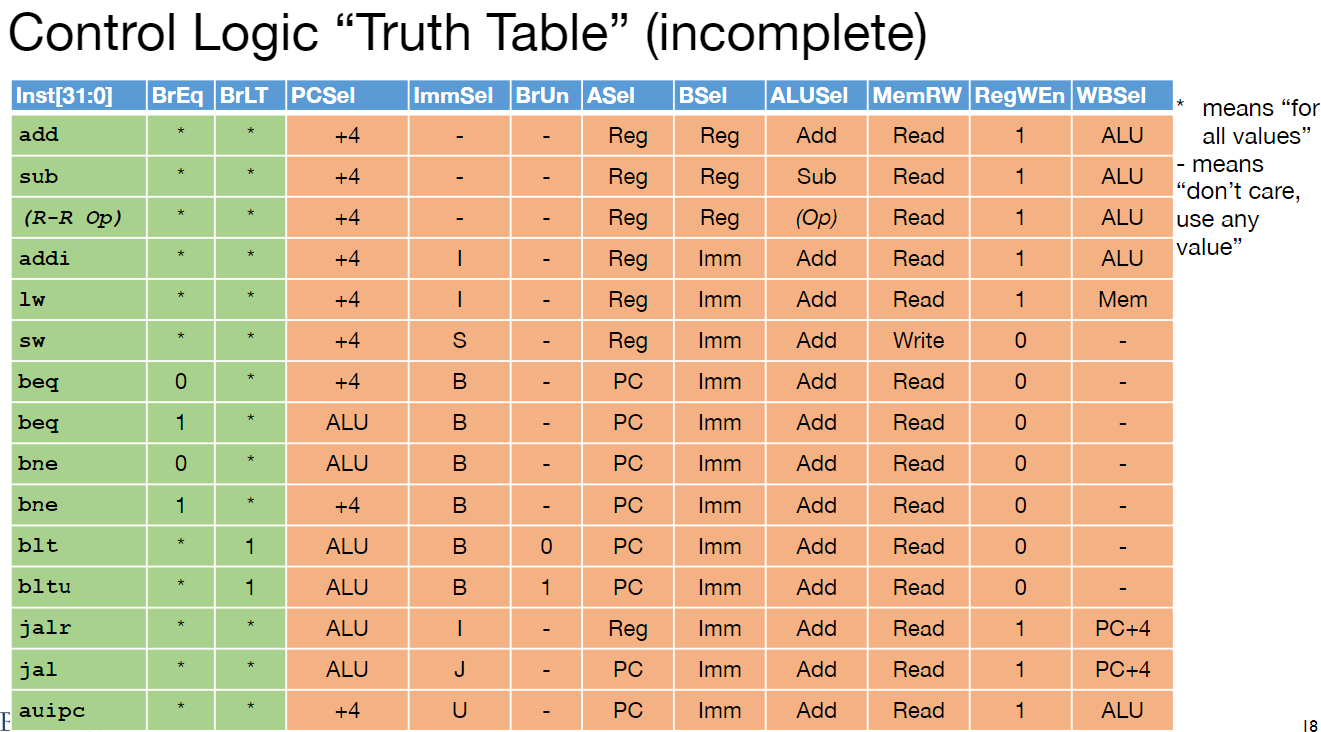 Control Logic “Truth Table” (incomplete)
Inst[31:0] BrEq BrLT PCSel ImmSel BrUn ASel BSel ALUSel MemRW RegWEn WBSel
add * * +4 - - Reg Reg Add Read 1 ALU
sub * * +4 - - Reg Reg Sub Read 1 ALU
(R-R Op) * * +4 - - Reg Reg (Op) Read 1 ALU
addi * * +4 I - Reg Imm Add Read 1 ALU
lw * * +4 I - Reg Imm Add Read 1 Mem
sw * * +4 S - Reg Imm Add Write 0 -
beq 0 * +4 B - PC Imm Add Read 0 -
beq 1 * ALU B - PC Imm Add Read 0 -
bne 0 * ALU B - PC Imm Add Read 0 -
bne 1 * +4 B - PC Imm Add Read 0 -
blt * 1 ALU B 0 PC Imm Add Read 0 -
bltu * 1 ALU B 1 PC Imm Add Read 0 -
jalr * * ALU I - Reg Imm Add Read 1 PC+4
jal * * ALU J - PC Imm Add Read 1 PC+4
auipc * * +4 U - PC Imm Add Read 1 ALU
* means “for
all values”
- means
“don’t care,
use any
value”
18